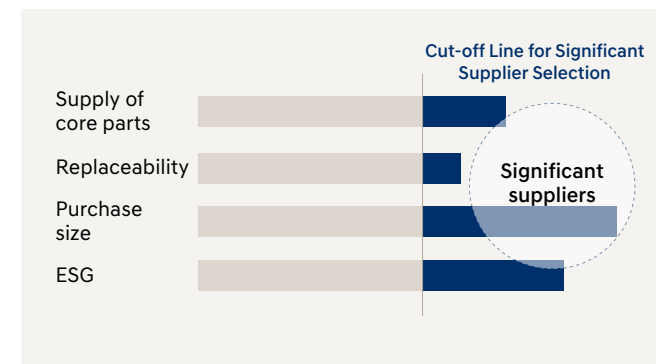 Cut-off Line for Significant
Supplier Selection
Supply of
core parts
Replaceability
Significant
suppliers
Purchase
size
ESG